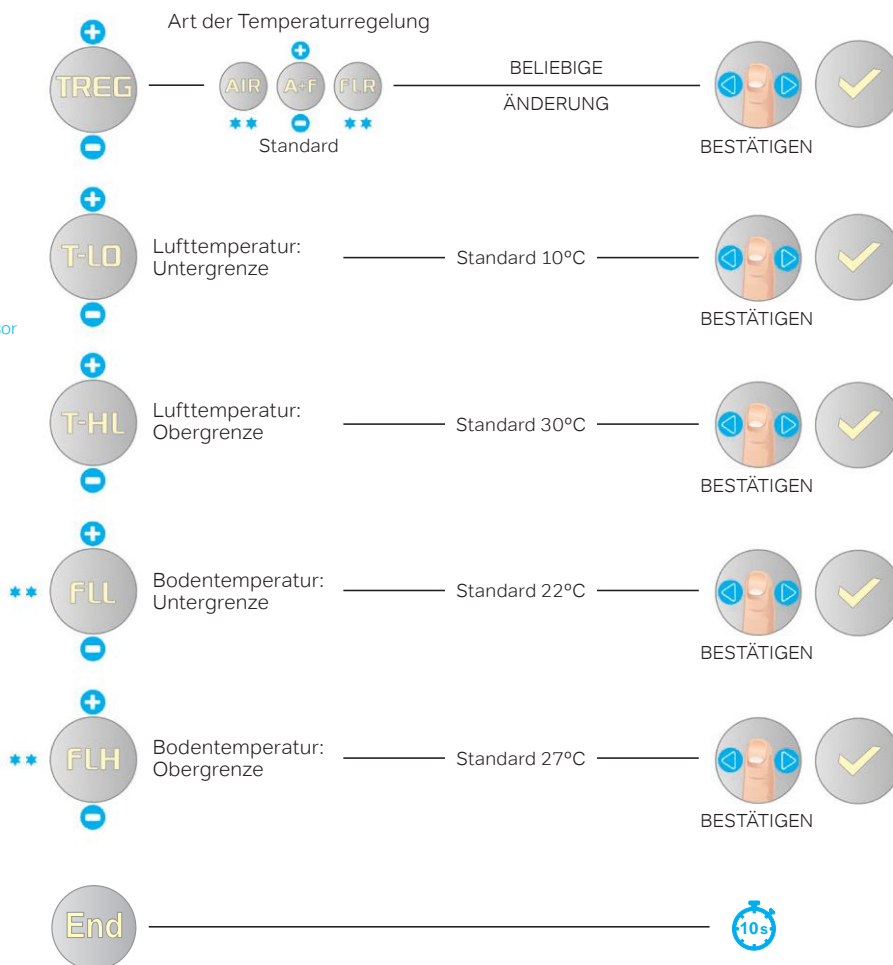 Art der Temperaturregelung
TREG
AIR A+F FLR
** **
Standard
BELIEBIGE
ÄNDERUNG
BESTÄTIGEN
T-LO
Lufttemperatur:
Untergrenze
Standard 10°C
BESTÄTIGEN
T-HL
Lufttemperatur:
Obergrenze
Standard 30°C
BESTÄTIGEN
** FLL
Bodentemperatur:
Untergrenze
Standard 22°C
BESTÄTIGEN
** FLH
Bodentemperatur:
Obergrenze
Standard 27°C
BESTÄTIGEN
End
10s